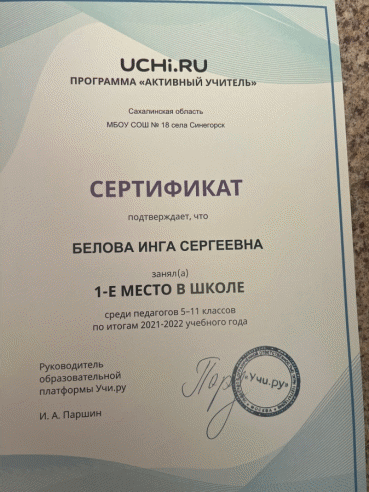 UCHi.RU
ПРОГРАММА «АКТИВНЫЙ УЧИТЕЛЬ»
Сахалинская область
МБОУ СОШ № 18 села Синегорск
СЕРТИФИКАТ
подтверждает, что
БЕЛОВА ИНГА СЕРГЕЕВНА
занял(а)
1-Е МЕСТО В ШКОЛЕ
среди педагогов 5–11 классов
по итогам 2021-2022 учебного года
Руководитель
образовательной
платформы Учи.ру
И. А. Паршин
«Учи.ру»
МОСКВА